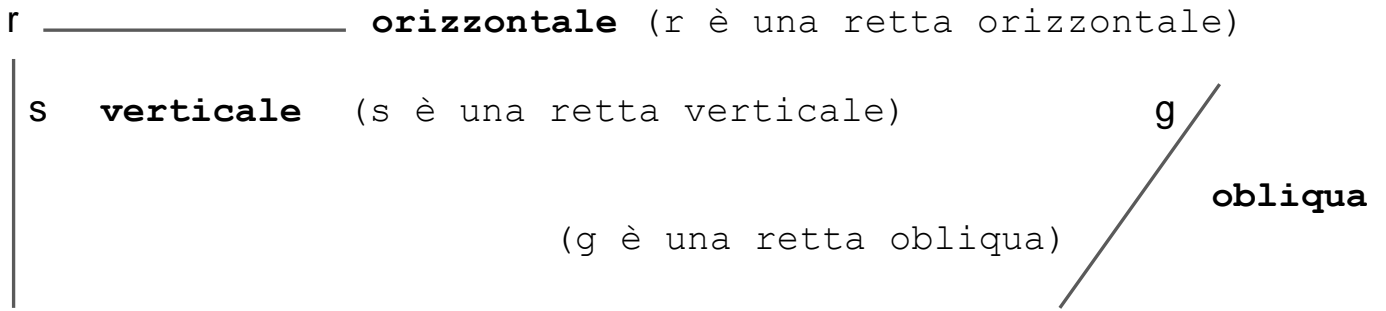 r orizzontale (r è una retta orizzontale)
s verticale (s è una retta verticale) g
obliqua
(g è una retta obliqua)